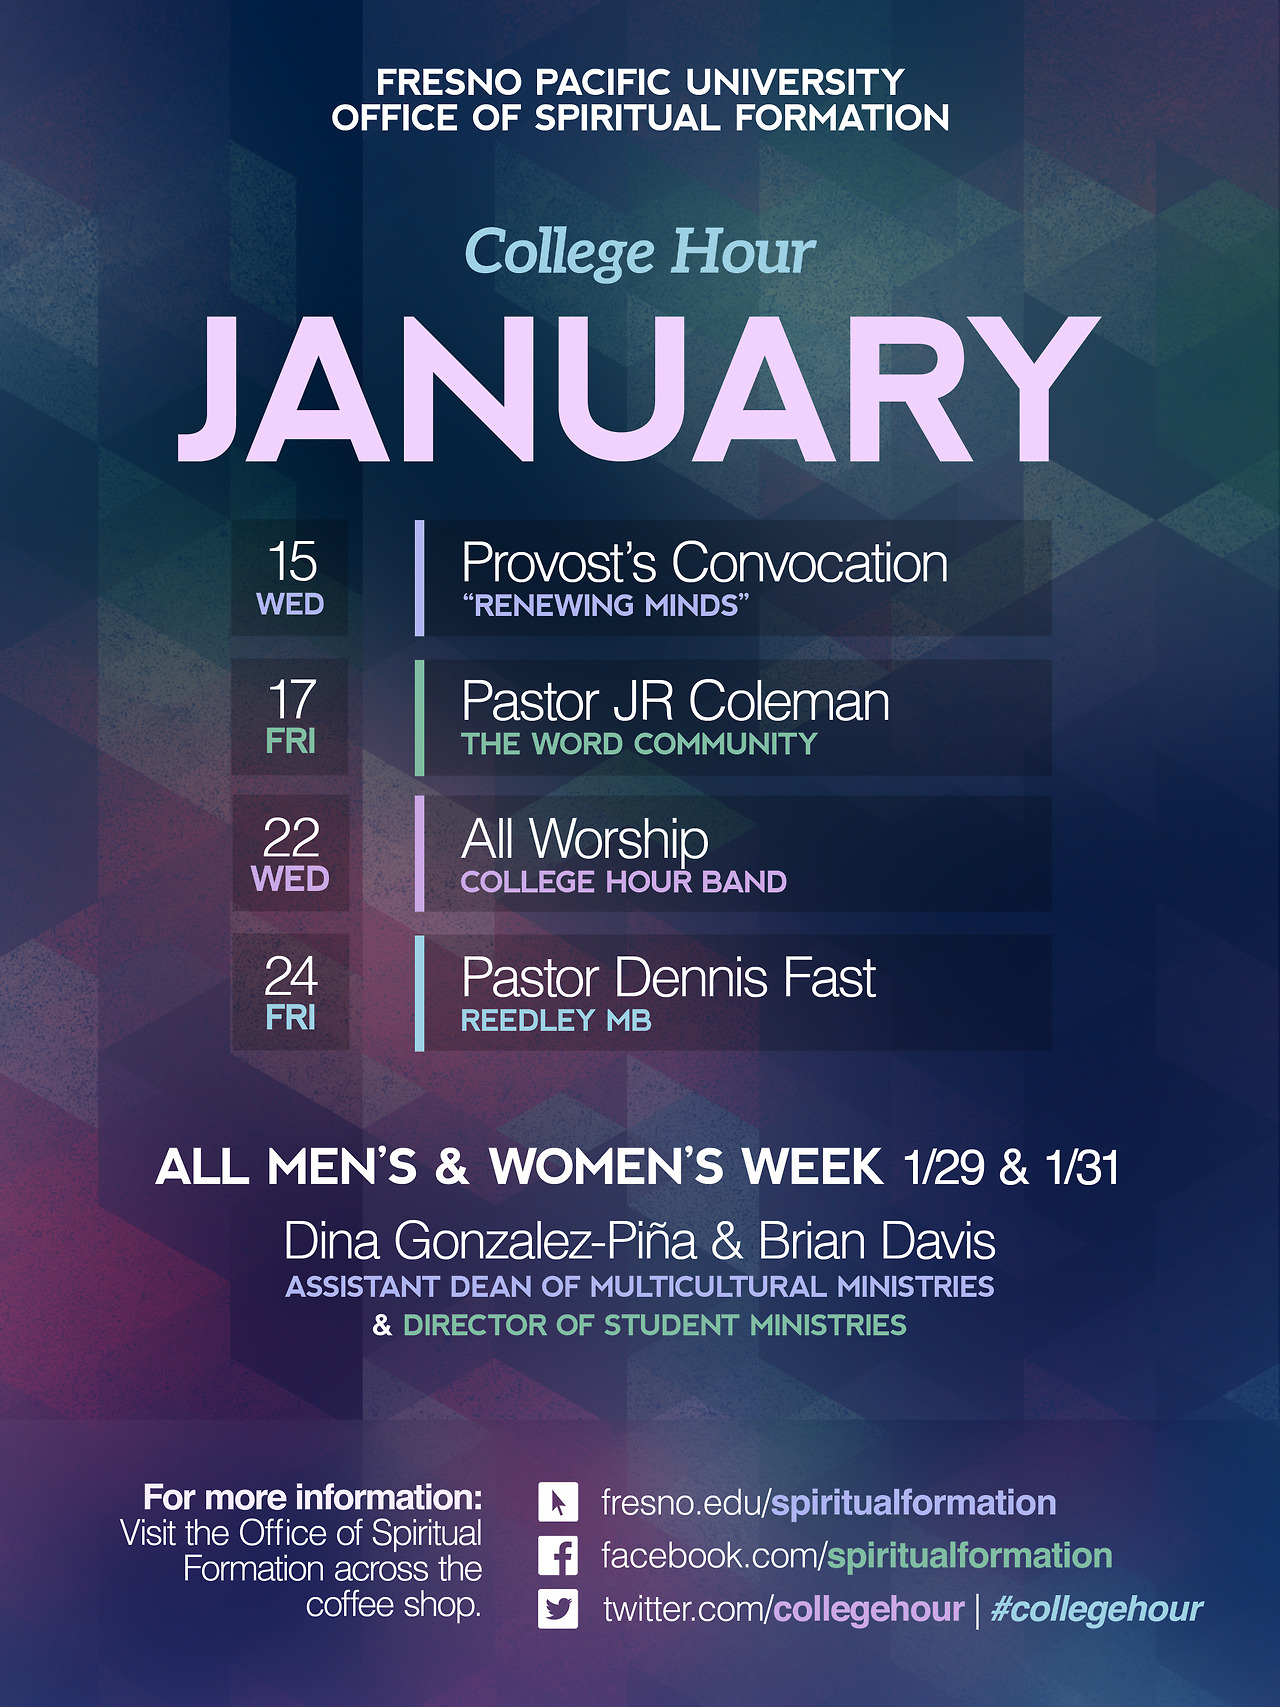 FRESNO PACIFIC UNIVERSITY
OFFICE OF SPIRITUAL FORMATION
College Hour
JANUARY
15
WED
Provost’s Convocation
“RENEWING MINDS”
17
FRI
Pastor JR Coleman
THE WORD COMMUNITY
22
WED
All Worship
COLLEGE HOUR BAND
24
FRI
Pastor Dennis Fast
REEDLEY MB
ALL MEN’S & WOMEN’S WEEK 1/29 & 1/31
Dina Gonzalez-Piña & Brian Davis
ASSISTANT DEAN OF MULTICULTURAL MINISTRIES
& DIRECTOR OF STUDENT MINISTRIES
For more information:
Visit the Office of Spiritual
Formation across the
coffee shop.
fresno.edu/spiritualformation
facebook.com/spiritualformation
twitter.com/collegehour | #collegehour